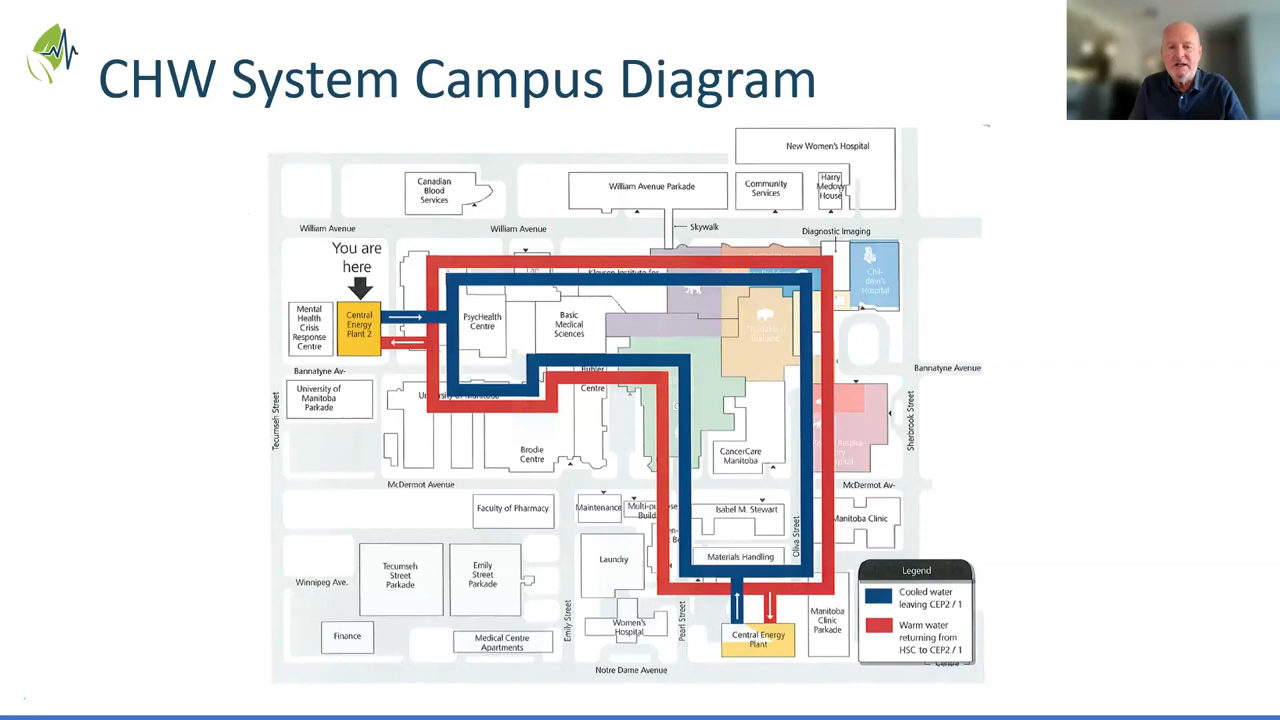 CHW System Campus Diagram
New Women's Hospital
Canadian
Blood
Services
William Avenue Parkade
Community
Services
Harry
Medovy
House
William Avenue
William Avenue
Skywalk
Diagnostic Imaging
You are
here
Chil-
dren's
Hospital
Mental
Health
Crisis
Response
Centre
Central
Energy
Plant 2
PsycHealth
Centre
Basic
Medical
Sciences
Bannatyne Av-
Bannatyne Avenue
University of
Manitoba
Parkade
Centre
Tecumseh Street
Sherbrook Street
Brodie
Centre
CancerCare
Manitoba
McDermot Avenue
McDermot Av-
Faculty of Pharmacy
Maintenance
Isabel M. Stewart
Olivia Street
Manitoba Clinic
Laundry
Materials Handling
Winnipeg Ave.
Tecumseh
Street
Parkade
Emily
Street
Parkade
Legend
Cooled water
leaving CEP2 / 1
Warm water
returning from
HSC to CEP2 / 1
Manitoba
Clinic
Parkade
Emily Street
Women's
Hospital
Pearl Street
Central Energy
Plant
Finance
Medical Centre
Apartments
Notre Dame Avenue